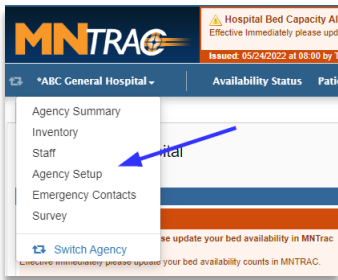 MNTRAC
Hospital Bed Capacity Al
Effective Immediately please upd
Issued: 05/24/2022 at 08:00 by T
*ABC General Hospital
Availability Status Pati
Agency Summary
Inventory
Staff
ital
Agency Setup
Emergency Contacts
Survey
se update your bed availability in MNTrac
Switch Agency
Effective Immediately please update your bed availability counts in MNTRAC.